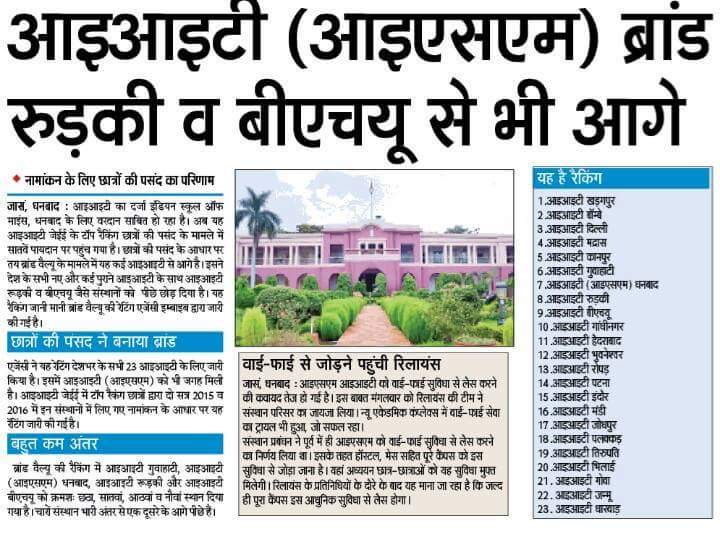 आइआइटी (आइएसएम) ब्रांड
रुड़की व बीएचयू से भी आगे
नामांकन के लिए छात्रों की पसंद का परिणाम
जासं, धनबाद : आइआइटी का दर्जा इंडियन स्कूल ऑफ
माइंस, धनबाद के लिए वरदान साबित हो रहा है। अब यह
आइआइटी जेईई के टॉप रैंकिंग छात्रों की पसंद के मामले में
सातवें पायदान पर पहुंच गया है। छात्रों की पसंद के आधार पर
तय ब्रांड वैल्यू के मामले में यह कई आइआइटी से आगे है। इसने
देश के सभी नए और कई पुराने आइआइटी के साथ आइआइटी
रूड़की व बीएचयू जैसे संस्थानों को पीछे छोड़ दिया है। यह
रैंकिंग जानी मानी ब्रांड वैल्यू की रेटिंग एजेंसी इम्बाइब द्वारा जारी
की गई है।
छात्रों की पसंद ने बनाया ब्रांड
एजेंसी ने यह रेटिंग देशभर के सभी 23 आइआइटी के लिए जारी
किया है। इसमें आइआइटी (आइएसएम) को भी जगह मिली
है। आइआइटी जेईई में टॉप रैंकिंग छात्रों द्वारा दो सत्र 2015 व
2016 में इन संस्थानों में लिए गए नामांकन के आधार पर यह
रेटिंग जारी की गई है।
बहुत कम अंतर
ब्रांड वैल्यू की रैंकिंग में आइआइटी गुवाहाटी, आइआइटी
(आइएसएम) धनबाद, आइआइटी रूड़की और आइआइटी
बीएचयू को क्रमशः छठा, सातवां, आठवां व नौवां स्थान दिया
गया है। चारों संस्थान भारी अंतर से एक दूसरे के आगे पीछे हैं।
वाई-फाई से जोड़ने पहुंची रिलायंस
जासं, धनबाद : आइएसएम आइआइटी को वाई-फाई सुविधा से लैस करने
की कवायद तेज हो गई है। इस बाबत मंगलवार को रिलायंस की टीम ने
संस्थान परिसर का जायजा लिया। न्यू एकेडमिक कंप्लेक्स में वाई-फाई सेवा
का ट्रायल भी हुआ, जो सफल रहा।
संस्थान प्रबंधन ने पूर्व में ही आइएसएम को वाई-फाई सुविधा से लैस करने
का निर्णय लिया था। इसके तहत हॉस्टल, मेस सहित पूरे कैंपस को इस
सुविधा से जोड़ा जाना है। वहां अध्ययन छात्र-छात्राओं को यह सुविधा मुफ्त
मिलेगी। रिलायंस के प्रतिनिधियों के दौरे के बाद यह माना जा रहा है कि जल्द
ही पूरा कैंपस इस आधुनिक सुविधा से लैस होगा।
यह है रैकिंग
1.आइआइटी खड़गपुर
2.आइआइटी बॉम्बे
3.आइआइटी दिल्ली
4.आइआइटी मद्रास
5.आइआइटी कानपुर
6.आइआइटी गुवाहाटी
7.आइआइटी (आइएसएम) धनबाद
8.आइआइटी रुड़की
9.आइआइटी बीएचयू
10.आइआइटी गांधीनगर
11.आइआइटी हैदराबाद
12.आइआइटी भुवनेश्वर
13.आइआइटी रोपड़
14.आइआइटी पटना
15.आइआइटी इंदौर
16.आइआइटी मंडी
17.आइआइटी जोधपुर
18.आइआइटी पलक्कड़
19.आइआइटी तिरुपति
20.आइआइटी भिलाई
21. आइआइटी गोवा
22. आइआइटी जम्मू
23. आइआइटी धारवाड़